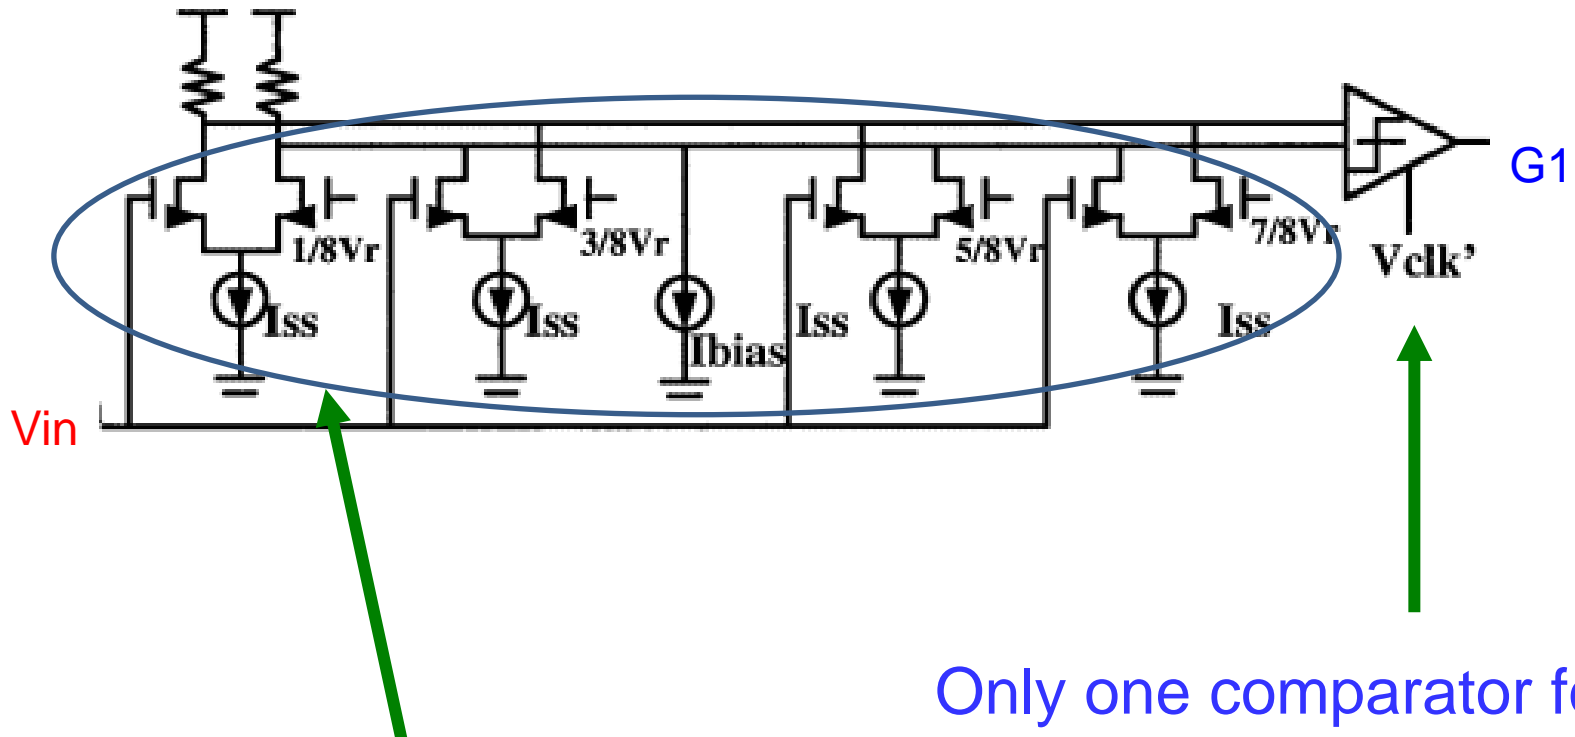 G1
1/8Vr
3/8Vr
5/8Vr
7/8Vr
Vclk’
Iss
Iss
Ibias
Iss
Iss
Vin
Only one comparator